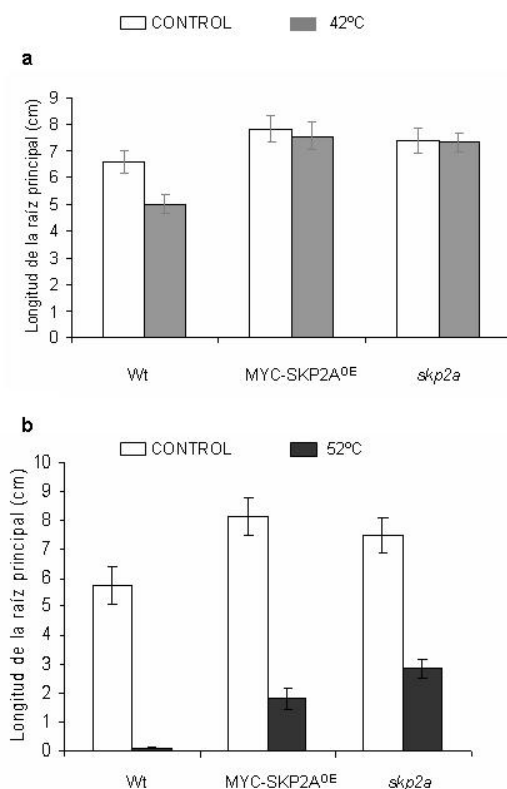 CONTROL 42ºC
a
Longitud de la raíz principal (cm)
9
8
7
6
5
4
3
2
1
0
Wt MYC-SKP2A^OE skp2a
b
CONTROL 52ºC
Longitud de la raíz principal (cm)
10
9
8
7
6
5
4
3
2
1
0
Wt MYC-SKP2A^OE skp2a